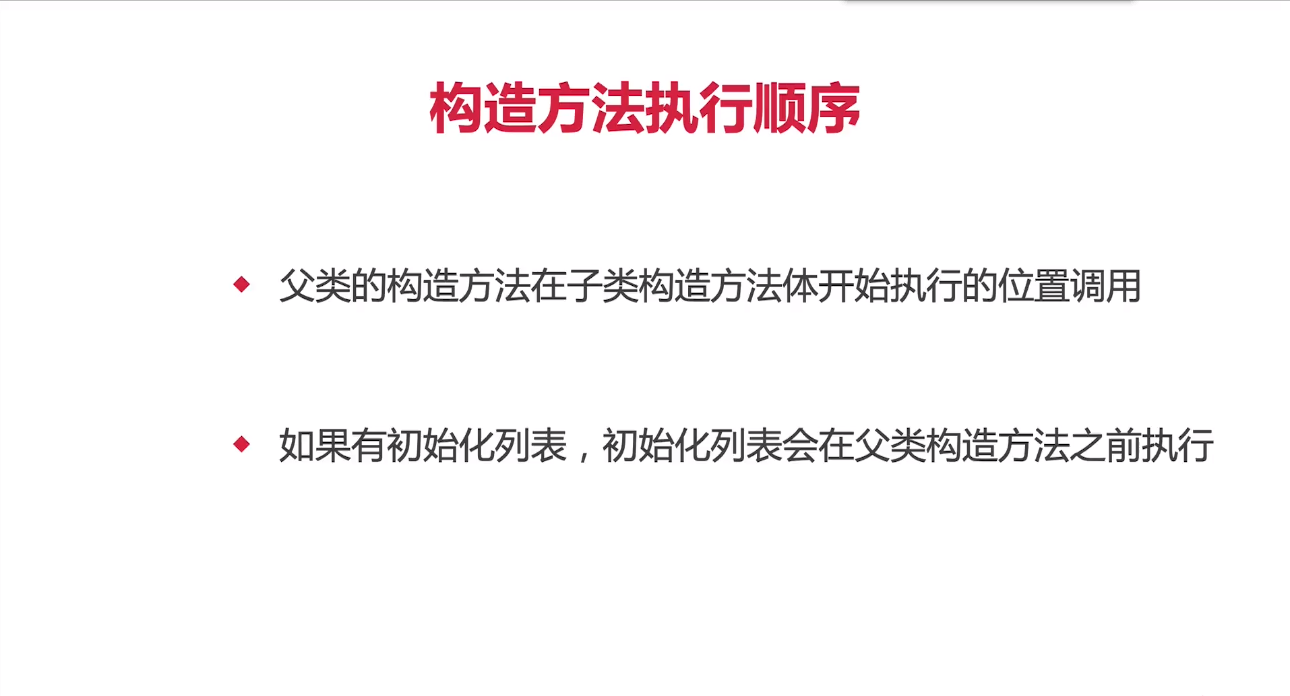 构造方法执行顺序
父类的构造方法在子类构造方法体开始执行的位置调用
如果有初始化列表，初始化列表会在父类构造方法之前执行